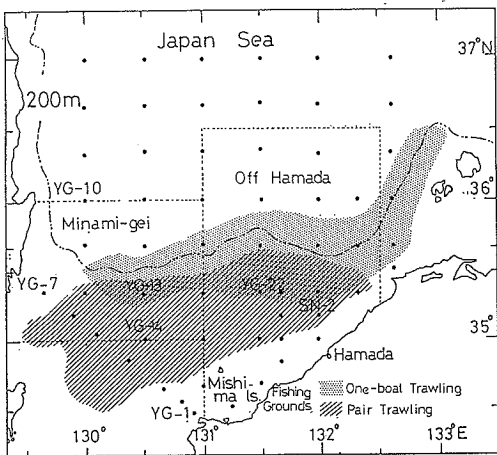 Japan Sea
37°N
200m
YG-10
Off Hamada
36°
Minami-gei
YG-7
YG-13
YG-22
SN-2
YG-14
35°
Hamada
Mishi-
ma Is.
Fishing
Grounds
One-boat Trawling
Pair Trawling
YG-1
130°
131°
132°
133°E